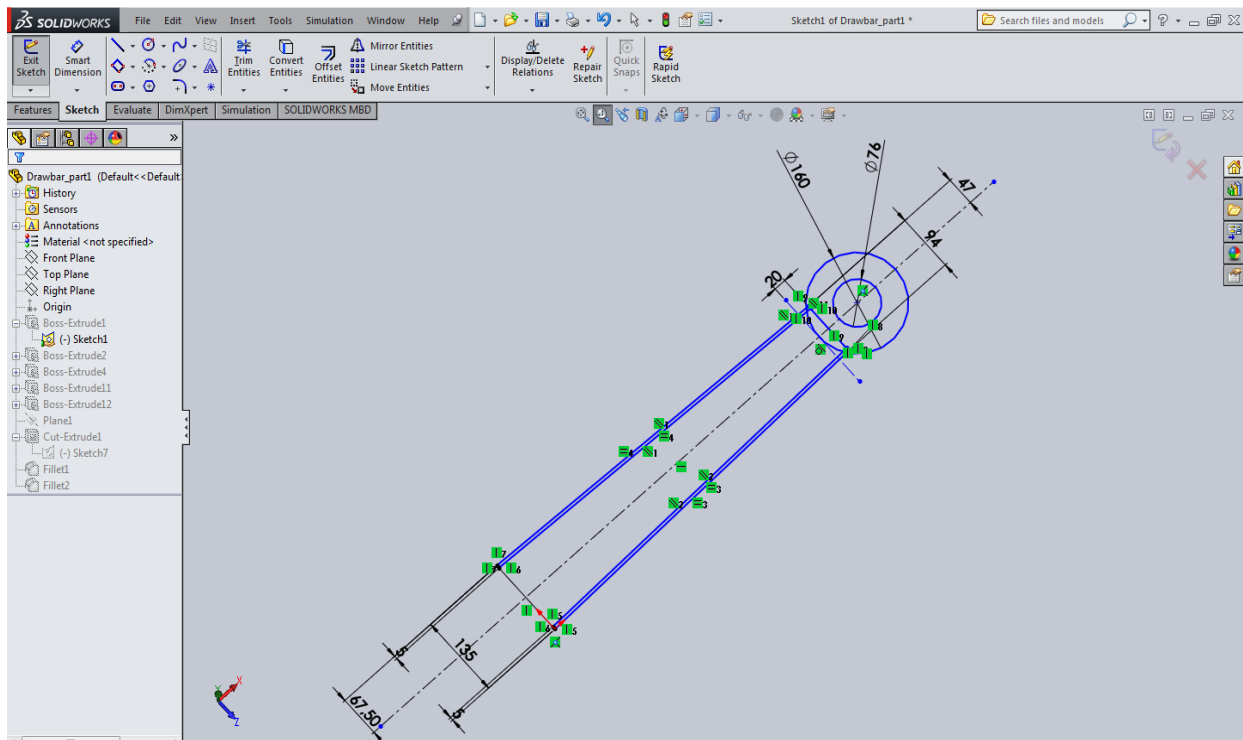 SOLIDWORKS File Edit View Insert Tools Simulation Window Help Sketch1 of Drawbar_part1 * Search files and models
Exit Sketch
Smart Dimension
Trim Entities
Convert Entities
Offset Entities
Mirror Entities
Linear Sketch Pattern
Move Entities
Display/Delete Relations
Repair Sketch
Quick Snaps
Rapid Sketch
Features Sketch Evaluate DimXpert Simulation SOLIDWORKS MBD
Drawbar_part1 (Default<<Default
History
Sensors
Annotations
Material <not specified>
Front Plane
Top Plane
Right Plane
Origin
Boss-Extrude1
(-) Sketch1
Boss-Extrude2
Boss-Extrude4
Boss-Extrude11
Boss-Extrude12
Plane1
Cut-Extrude1
(-) Sketch7
Fillet1
Fillet2
Ø160
Ø76
47
94
20
135
5
67,50
5
X
Z